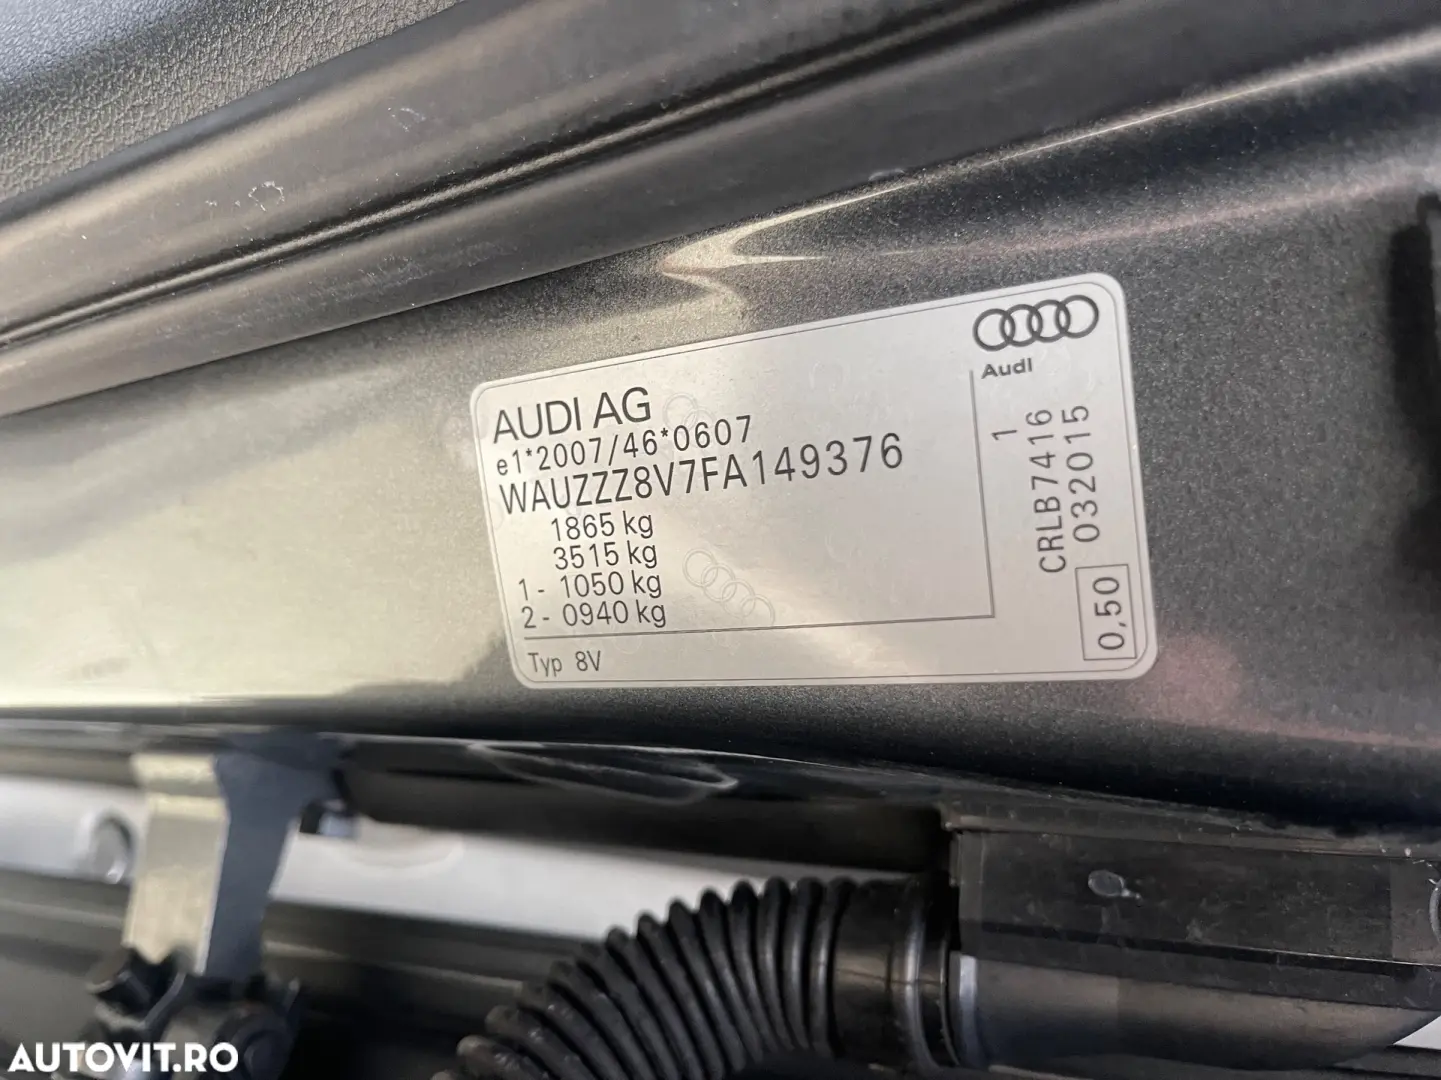 AUDI AG
e1*2007/46*0607
WAUZZZ8V7FA149376
1865 kg
3515 kg
1- 1050 kg
2- 0940 kg
Typ 8V
Audi
1
CRLB7416
032015
0,50
AUTOVIT.RO